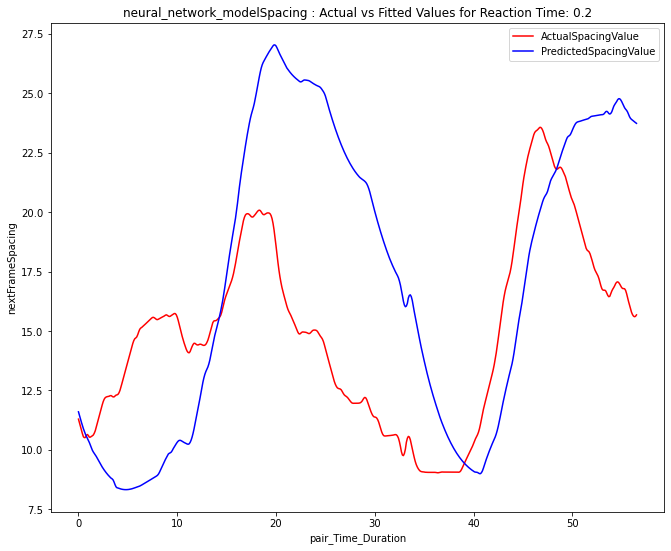 neural_network_modelSpacing : Actual vs Fitted Values for Reaction Time: 0.2
ActualSpacingValue
PredictedSpacingValue
nextFrameSpacing
27.5
25.0
22.5
20.0
17.5
15.0
12.5
10.0
7.5
0 10 20 30 40 50
pair_Time_Duration